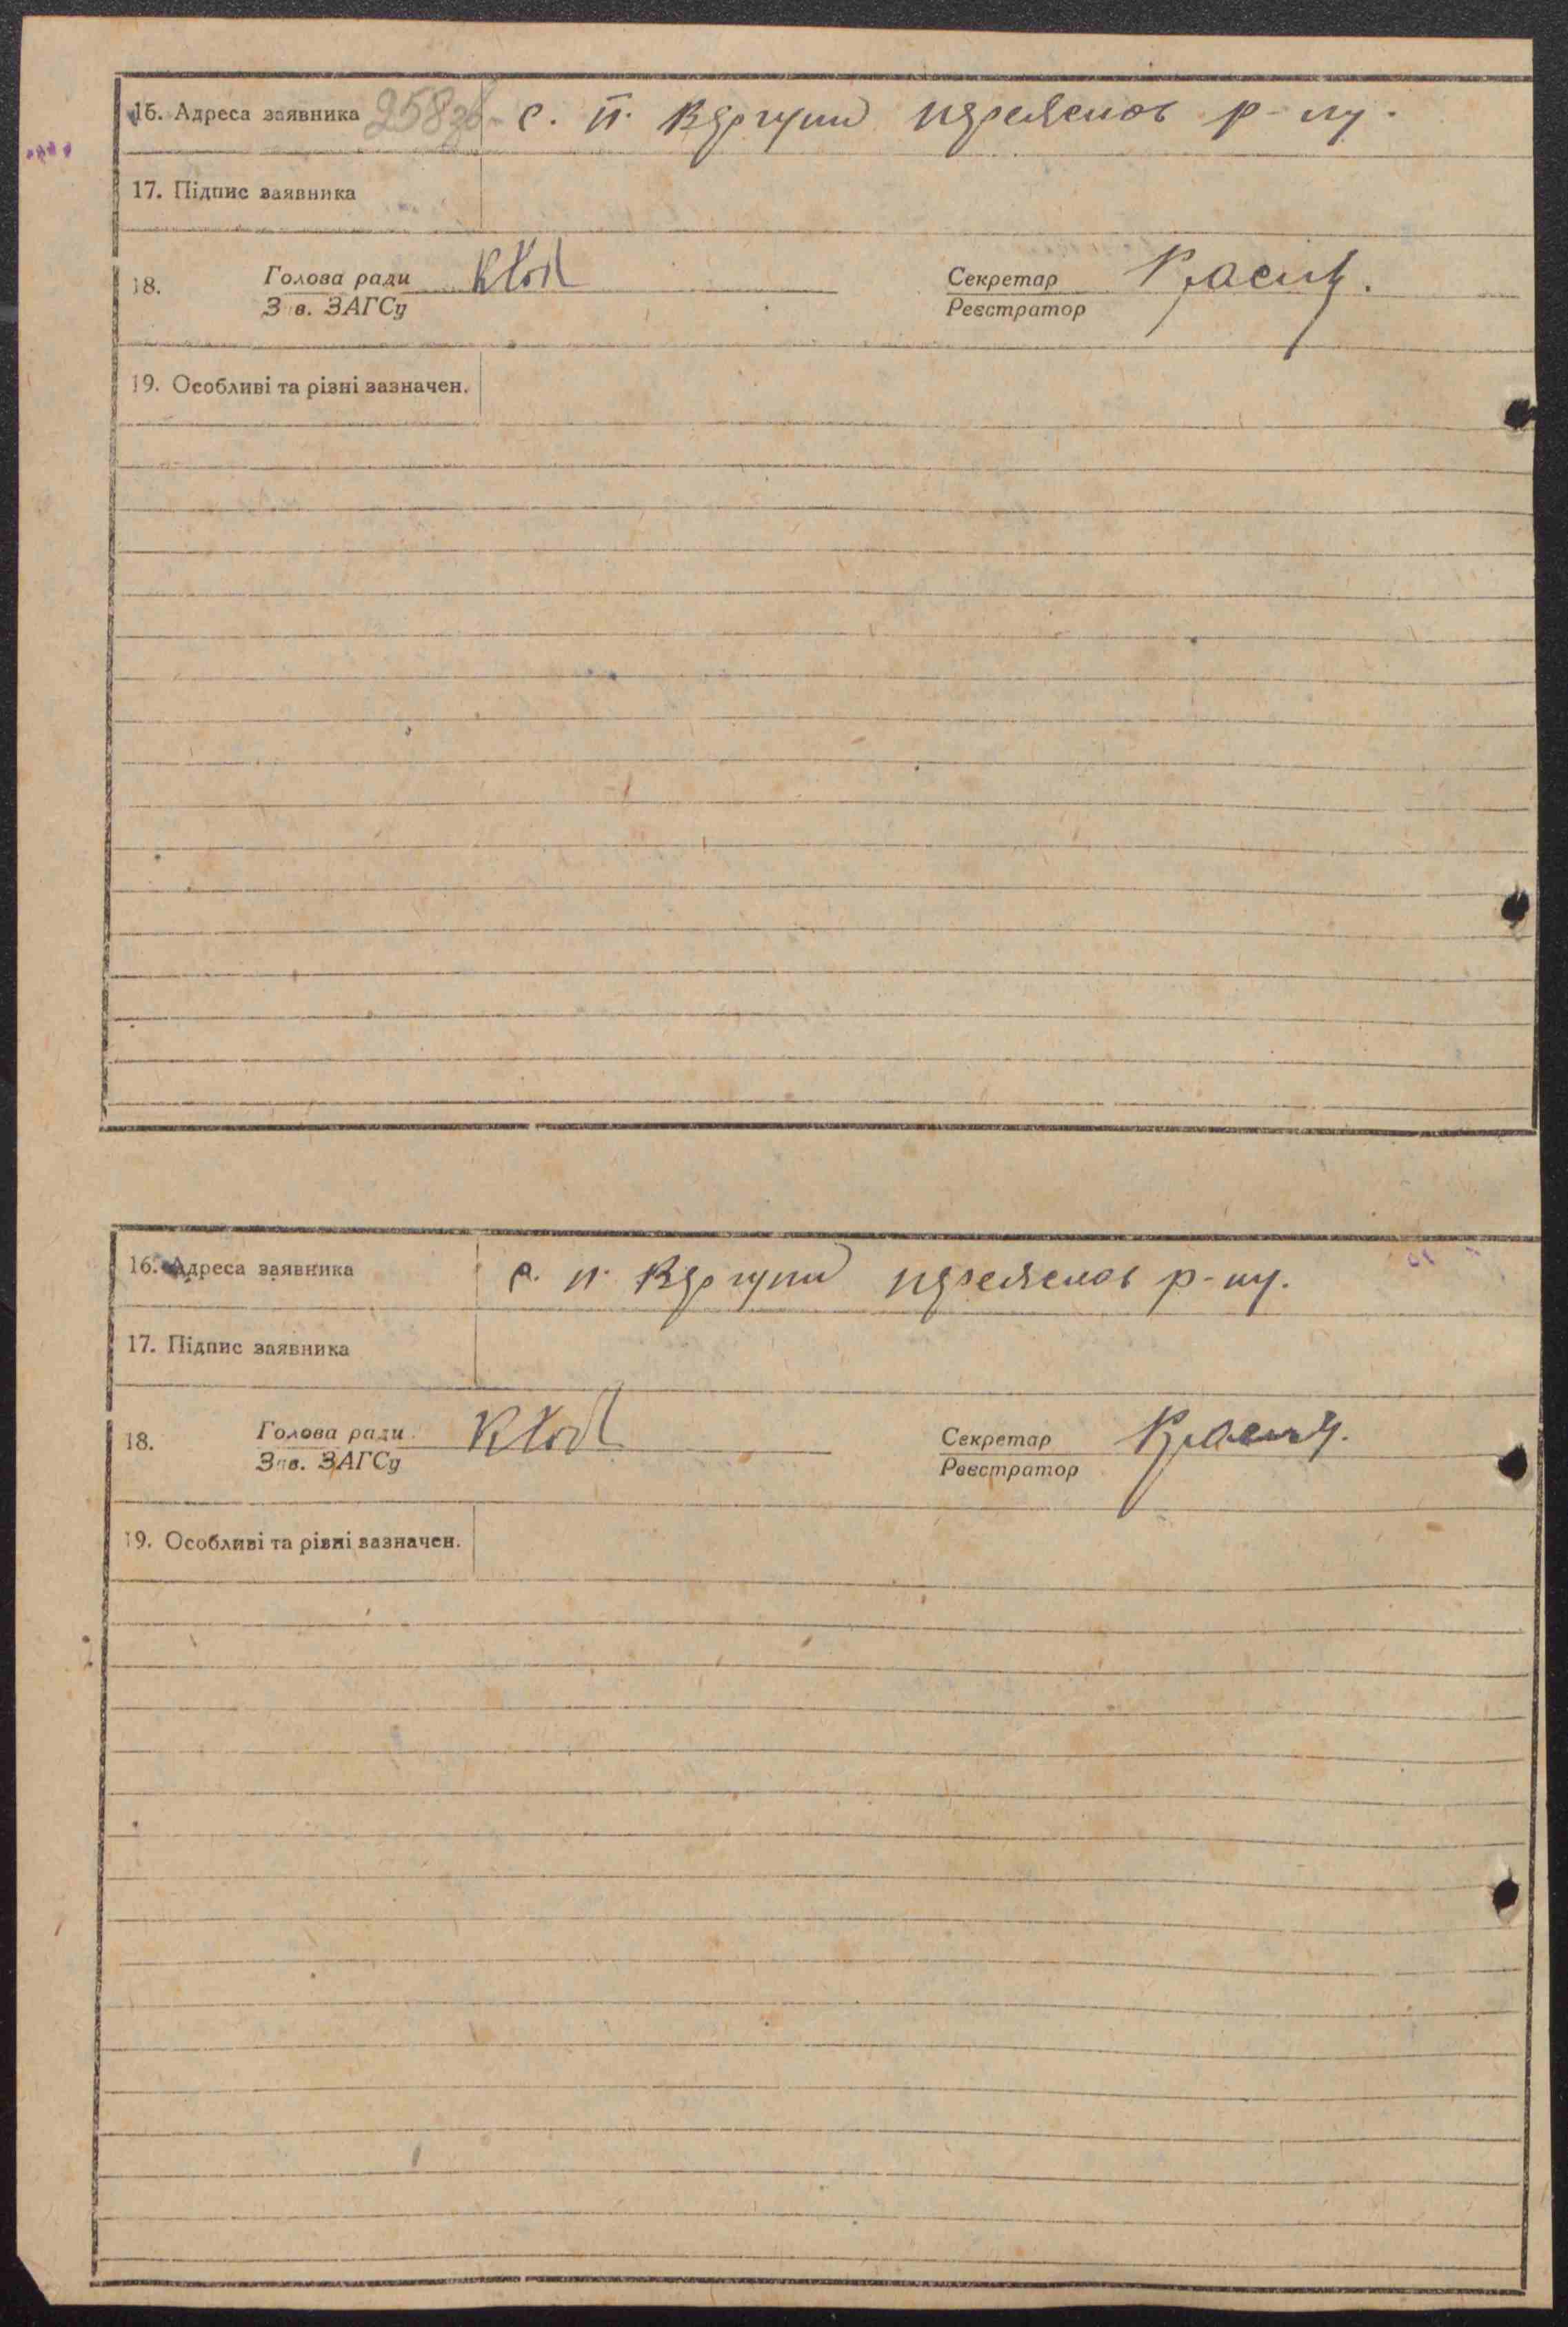 16. Адреса заявника 258зв с. П. Вергуни Переяслов р-ну.
17. Підпис заявника
18. Голова ради Секретар
Зав. ЗАГСу Реєстратор
19. Особливі та різні зазначен.
16. Адреса заявника с. П. Вергуни Переяслов р-ну.
17. Підпис заявника
18. Голова ради Секретар
Зав. ЗАГСу Реєстратор
19. Особливі та різні зазначен.